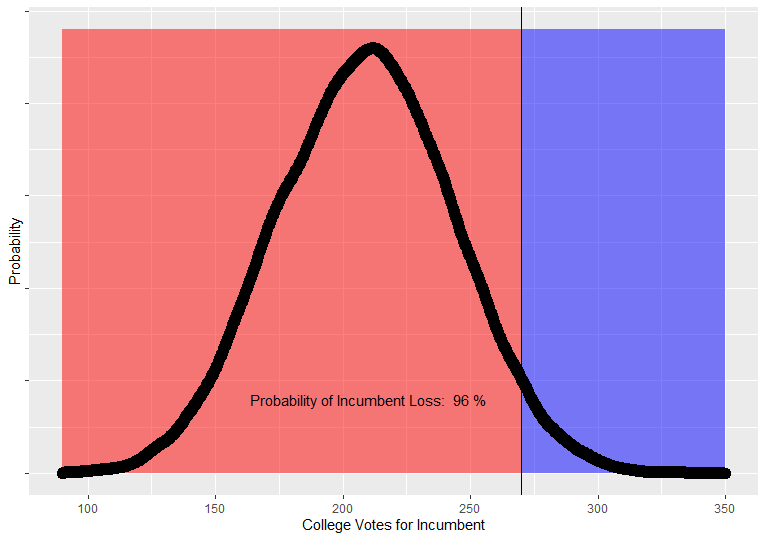 Probability
Probability of Incumbent Loss: 96 %
100
150
200
250
300
350
College Votes for Incumbent